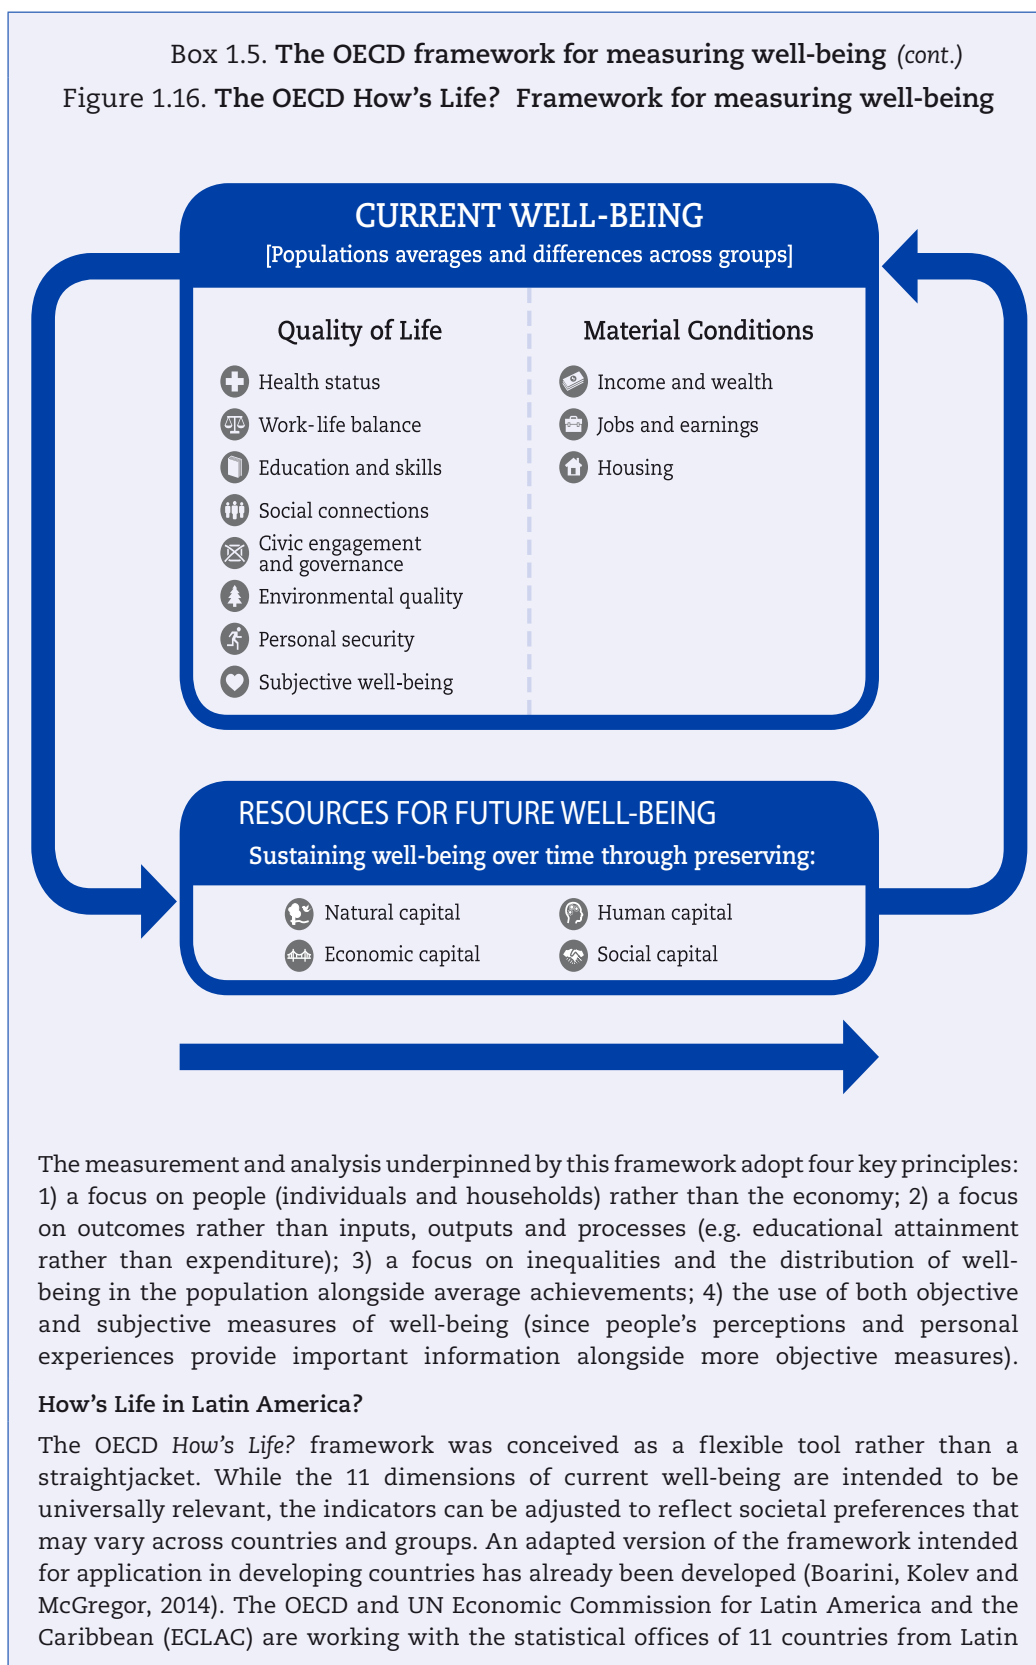 Box 1.5. The OECD framework for measuring well-being (cont.)
Figure 1.16. The OECD How's Life? Framework for measuring well-being
CURRENT WELL-BEING
[Populations averages and differences across groups]
Quality of Life
Health status
Work-life balance
Education and skills
Social connections
Civic engagement
and governance
Environmental quality
Personal security
Subjective well-being
Material Conditions
Income and wealth
Jobs and earnings
Housing
RESOURCES FOR FUTURE WELL-BEING
Sustaining well-being over time through preserving:
Natural capital
Human capital
Economic capital
Social capital
The measurement and analysis underpinned by this framework adopt four key principles:
1) a focus on people (individuals and households) rather than the economy; 2) a focus
on outcomes rather than inputs, outputs and processes (e.g. educational attainment
rather than expenditure); 3) a focus on inequalities and the distribution of well-
being in the population alongside average achievements; 4) the use of both objective
and subjective measures of well-being (since people's perceptions and personal
experiences provide important information alongside more objective measures).
How's Life in Latin America?
The OECD How's Life? framework was conceived as a flexible tool rather than a
straightjacket. While the 11 dimensions of current well-being are intended to be
universally relevant, the indicators can be adjusted to reflect societal preferences that
may vary across countries and groups. An adapted version of the framework intended
for application in developing countries has already been developed (Boarini, Kolev and
McGregor, 2014). The OECD and UN Economic Commission for Latin America and the
Caribbean (ECLAC) are working with the statistical offices of 11 countries from Latin